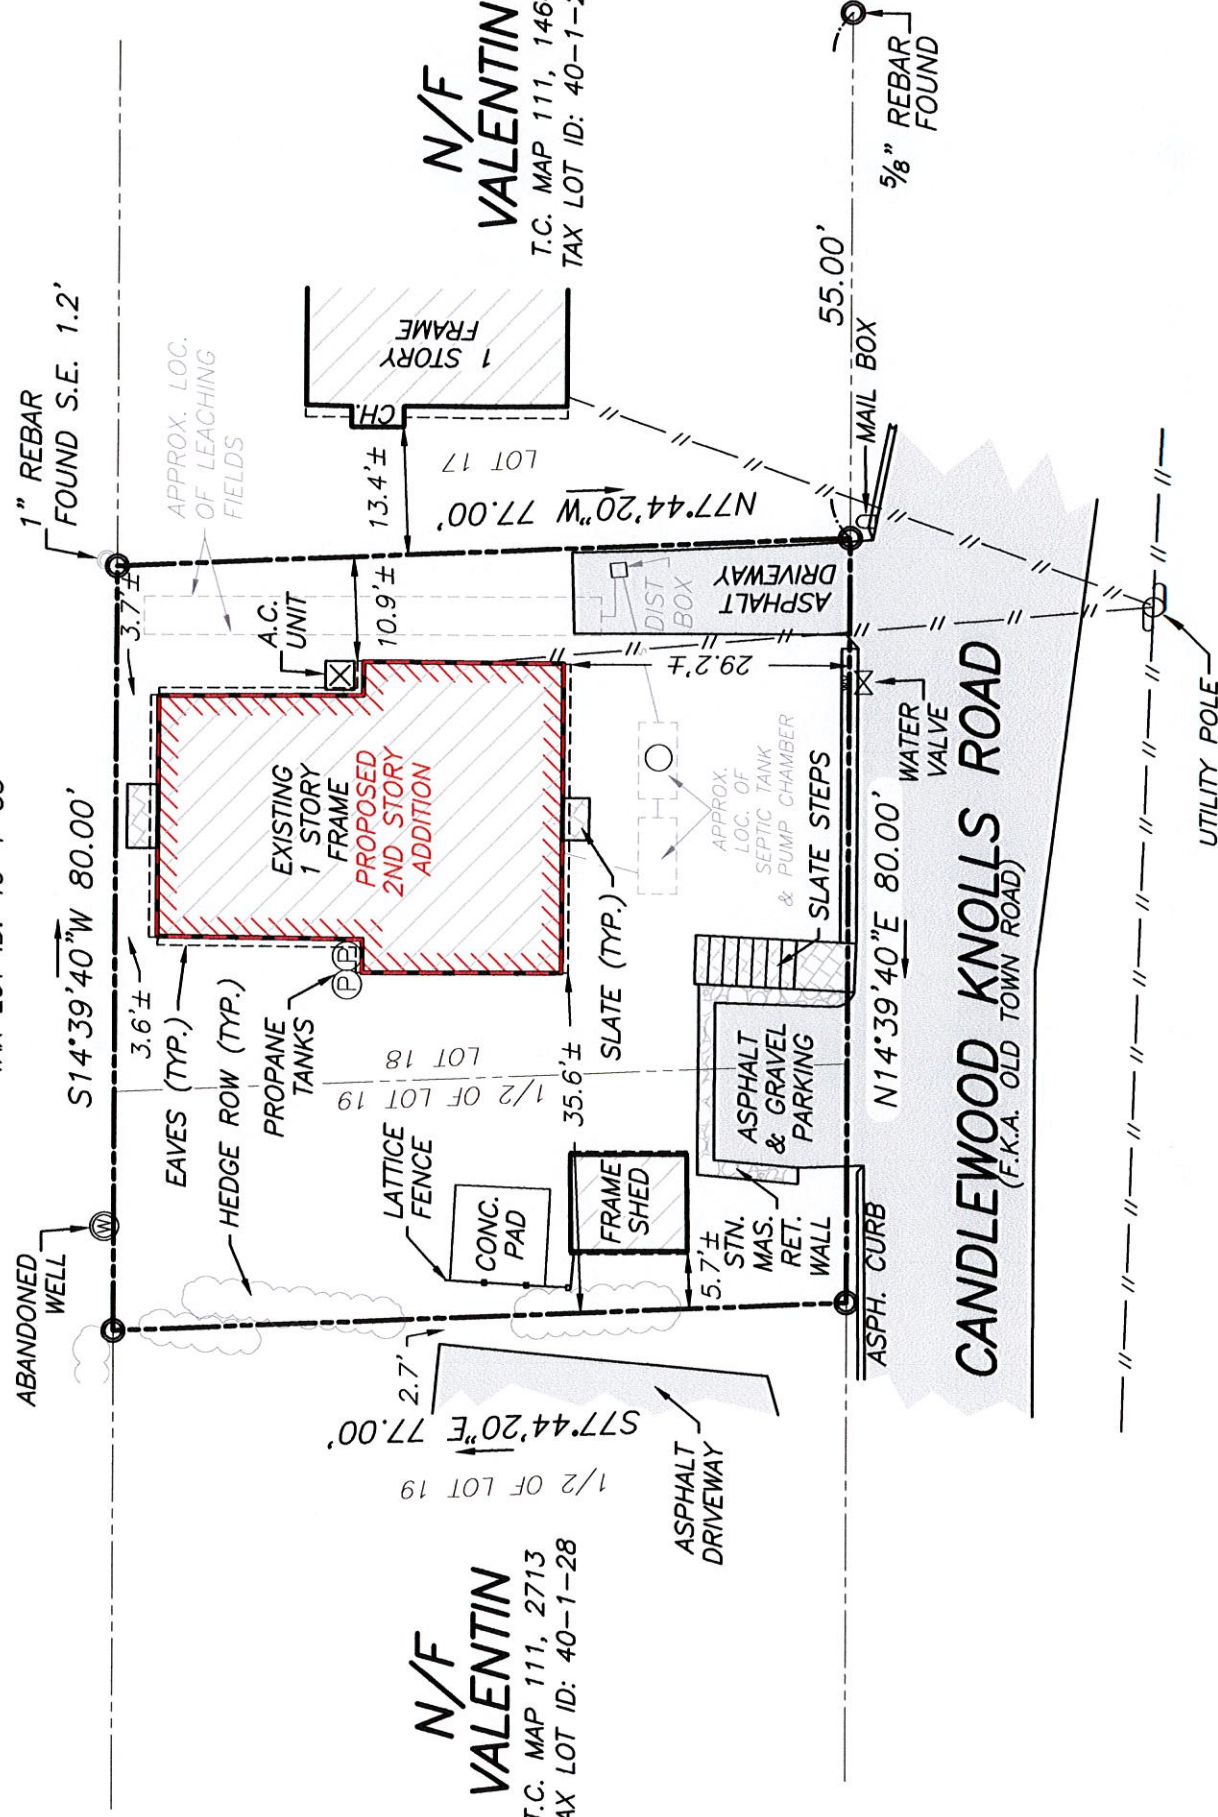 1" REBAR
FOUND S.E. 1.2'
S14°39'40"W 80.00'
ABANDONED
WELL
W
3.7'±
3.6'±
APPROX. LOC.
OF LEACHING
FIELDS
EAVES (TYP.)
HEDGE ROW (TYP.)
PROPANE
TANKS
P
P
A.C.
UNIT
10.9'±
13.4'±
CH.
1 STORY
FRAME
LOT 17
N77°44'20"W 77.00'
N/F
VALENTIN
T.C. MAP 111,
TAX LOT ID:
EXISTING
1 STORY
FRAME
PROPOSED
2ND STORY
ADDITION
LOT 18
1/2 OF LOT 19
35.6'±
SLATE (TYP.)
29.2'±
DIST
BOX
ASPHALT
DRIVEWAY
APPROX.
LOC. OF
SEPTIC TANK
& PUMP CHAMBER
SLATE STEPS
LATTICE
FENCE
CONC.
PAD
FRAME
SHED
5.7'±
STN.
MAS.
RET.
WALL
ASPHALT
& GRAVEL
PARKING
2.7'
S77°44'20"E 77.00'
1/2 OF LOT 19
ASPHALT
DRIVEWAY
N/F
VALENTIN
T.C. MAP 111, 2713
TAX LOT ID: 40-1-28
ASPH. CURB
N14°39'40"E 80.00'
WATER
VALVE
MAIL BOX
55.00'
5/8" REBAR
FOUND
CANDLEWOOD KNOLLS ROAD
(F.K.A. OLD TOWN ROAD)
UTILITY POLE